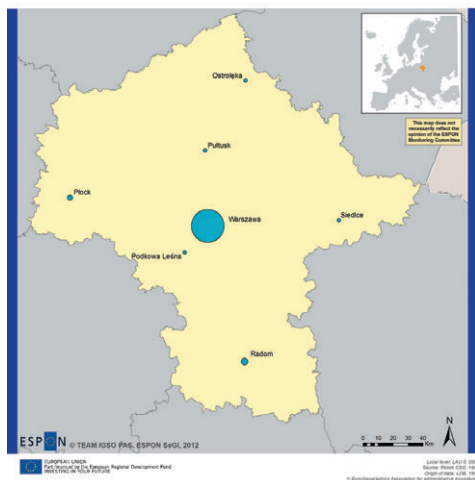 Ostrołęka
This map does not
necessarily reflect the
opinion of the ESPON
Monitoring Committee
Pułtusk
Płock
Warszawa
Siedlce
Podkowa Leśna
Radom
N
0 10 20 40 Km
ESPON © TEAM IGSO PAS, ESPON SeGI, 2012
EUROPEAN UNION
Part-financed by the European Regional Development Fund
INVESTING IN YOUR FUTURE